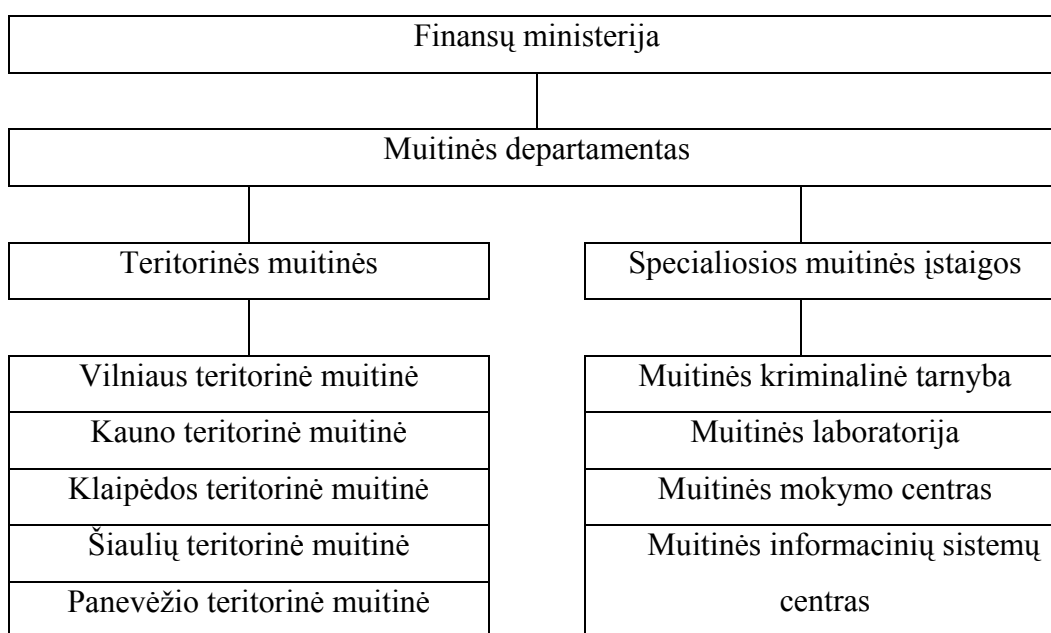 Finansų ministerija
Muitinės departamentas
Teritorinės muitinės
Specialiosios muitinės įstaigos
Vilniaus teritorinė muitinė
Kauno teritorinė muitinė
Klaipėdos teritorinė muitinė
Šiaulių teritorinė muitinė
Panevėžio teritorinė muitinė
Muitinės kriminalinė tarnyba
Muitinės laboratorija
Muitinės mokymo centras
Muitinės informacinių sistemų
centras